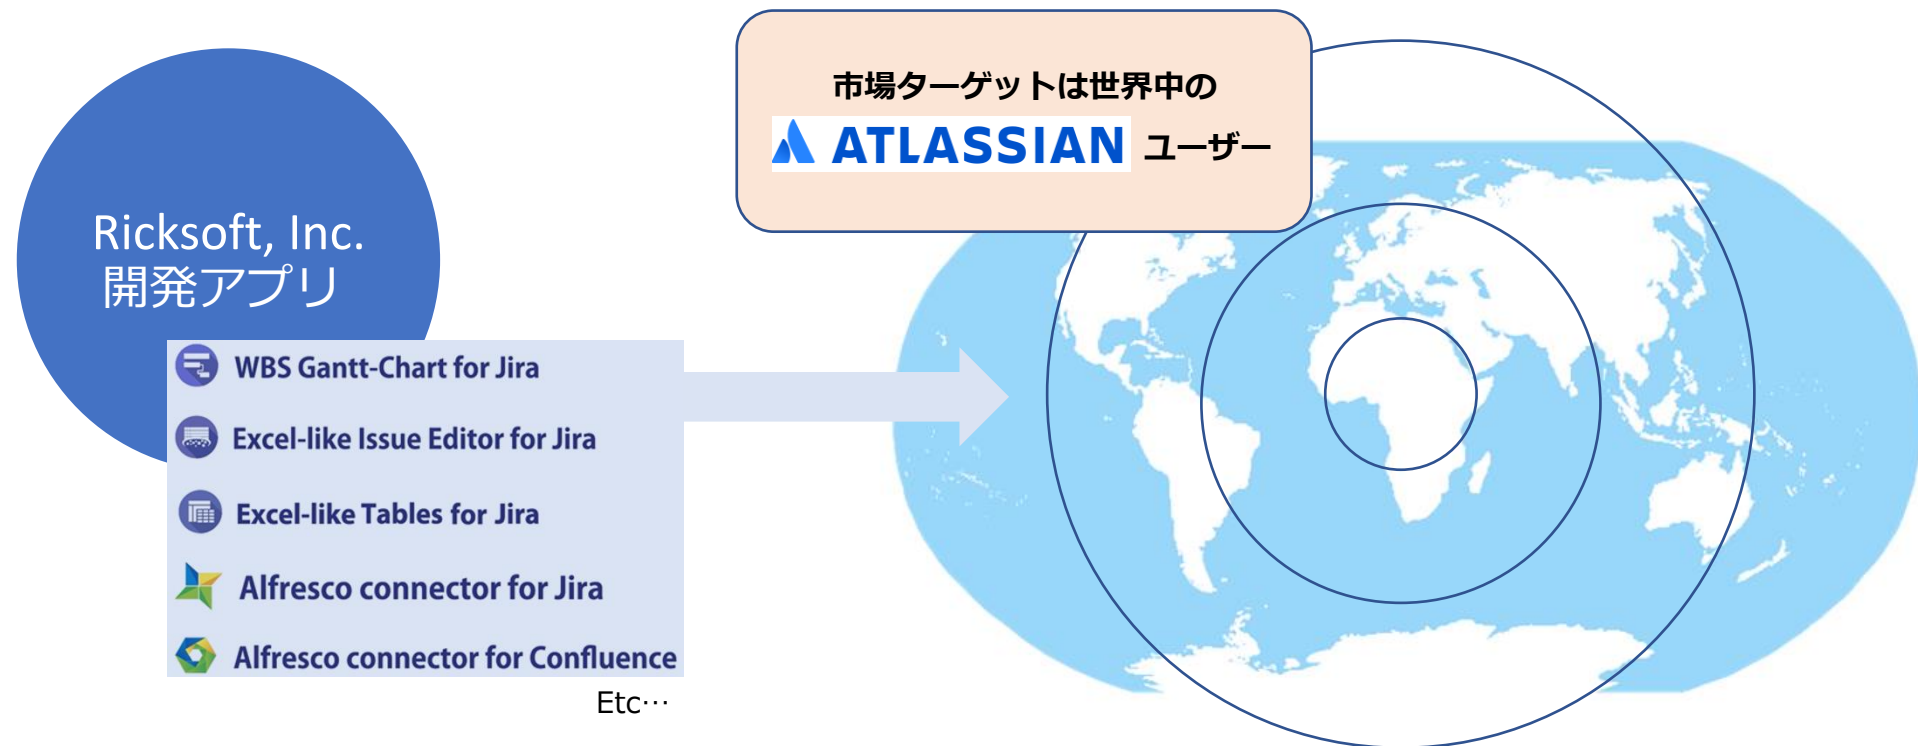 Ricksoft, Inc.
開発アプリ
WBS Gantt-Chart for Jira
Excel-like Issue Editor for Jira
Excel-like Tables for Jira
Alfresco connector for Jira
Alfresco connector for Confluence
Etc…
市場ターゲットは世界中の
ATLASSIAN ユーザー